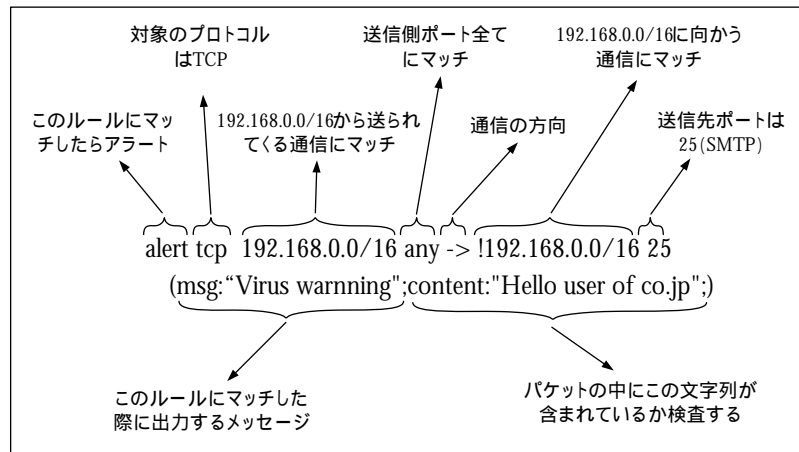 対象のプロトコル
はTCP
送信側ポート全て
にマッチ
192.168.0.0/16に向かう
通信にマッチ
このルールにマッ
チしたらアラート
192.168.0.0/16から送られ
てくる通信にマッチ
通信の方向
送信先ポートは
25(SMTP)
alert tcp 192.168.0.0/16 any -> !192.168.0.0/16 25
(msg:“Virus warnning";content:"Hello user of co.jp";)
このルールにマッチした
際に出力するメッセージ
パケットの中にこの文字列が
含まれているか検査する